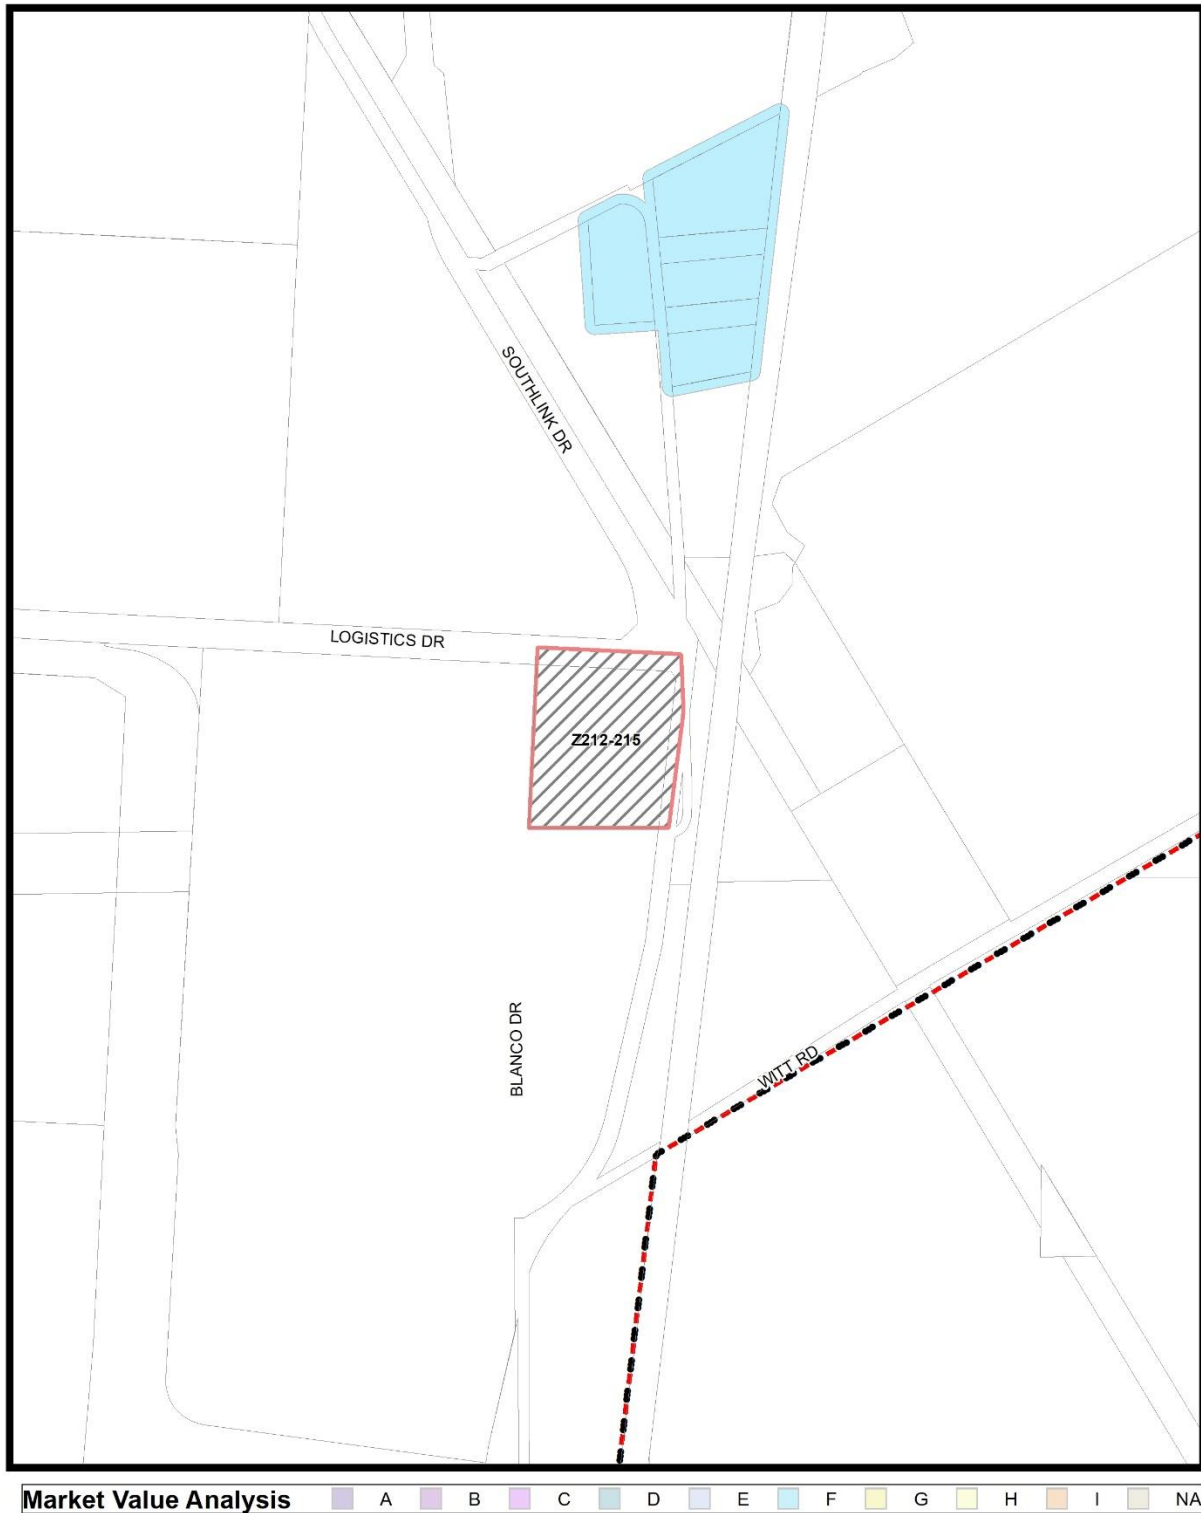 SOUTHLINK DR
LOGISTICS DR
Z212-215
BLANCO DR
WITT RD
Market Value Analysis A B C D E F G H I NA